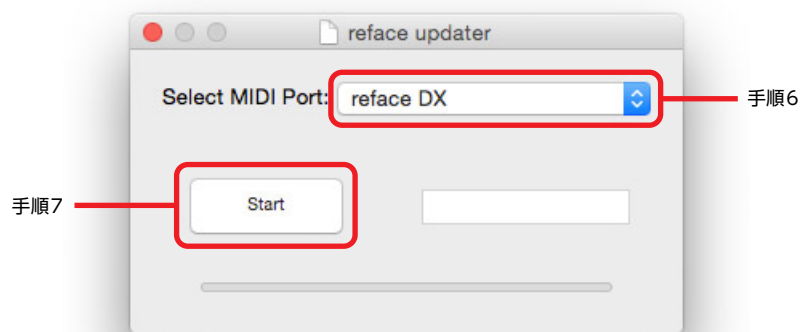 reface updater
Select MIDI Port: reface DX
手順6
手順7
Start